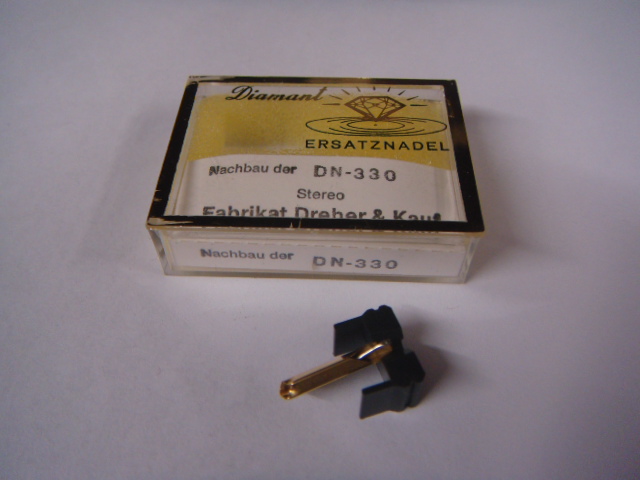 Diamant
ERSATZNADEL
Nachbau der DN-330
Stereo
Fabrikat Dreher & Kauf
Nachbau der DN-330